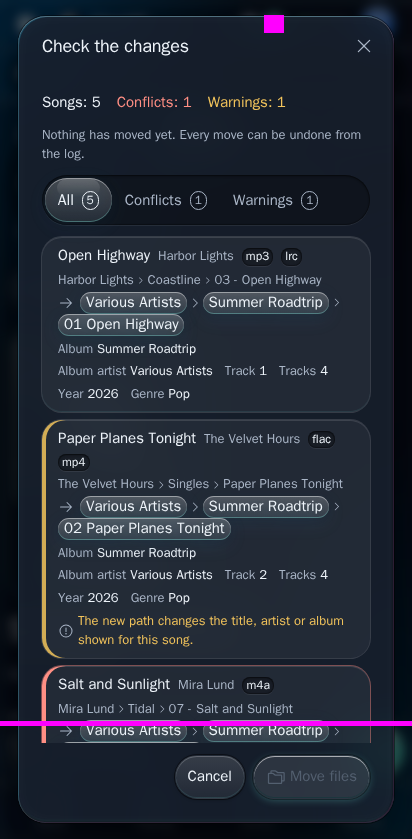 Check the changes
Songs: 5 Conflicts: 1 Warnings: 1
Nothing has moved yet. Every move can be undone from
the log.
All 5 Conflicts 1 Warnings 1
Open Highway Harbor Lights mp3 lrc
Harbor Lights › Coastline › 03 - Open Highway
→ Various Artists › Summer Roadtrip ›
01 Open Highway
Album Summer Roadtrip
Album artist Various Artists Track 1 Tracks 4
Year 2026 Genre Pop
Paper Planes Tonight The Velvet Hours flac
mp4
The Velvet Hours › Singles › Paper Planes Tonight
→ Various Artists › Summer Roadtrip ›
02 Paper Planes Tonight
Album Summer Roadtrip
Album artist Various Artists Track 2 Tracks 4
Year 2026 Genre Pop
The new path changes the title, artist or album
shown for this song.
Salt and Sunlight Mira Lund m4a
Mira Lund › Tidal › 07 - Salt and Sunlight
→ Various Artists › Summer Roadtrip ›
Cancel Move files